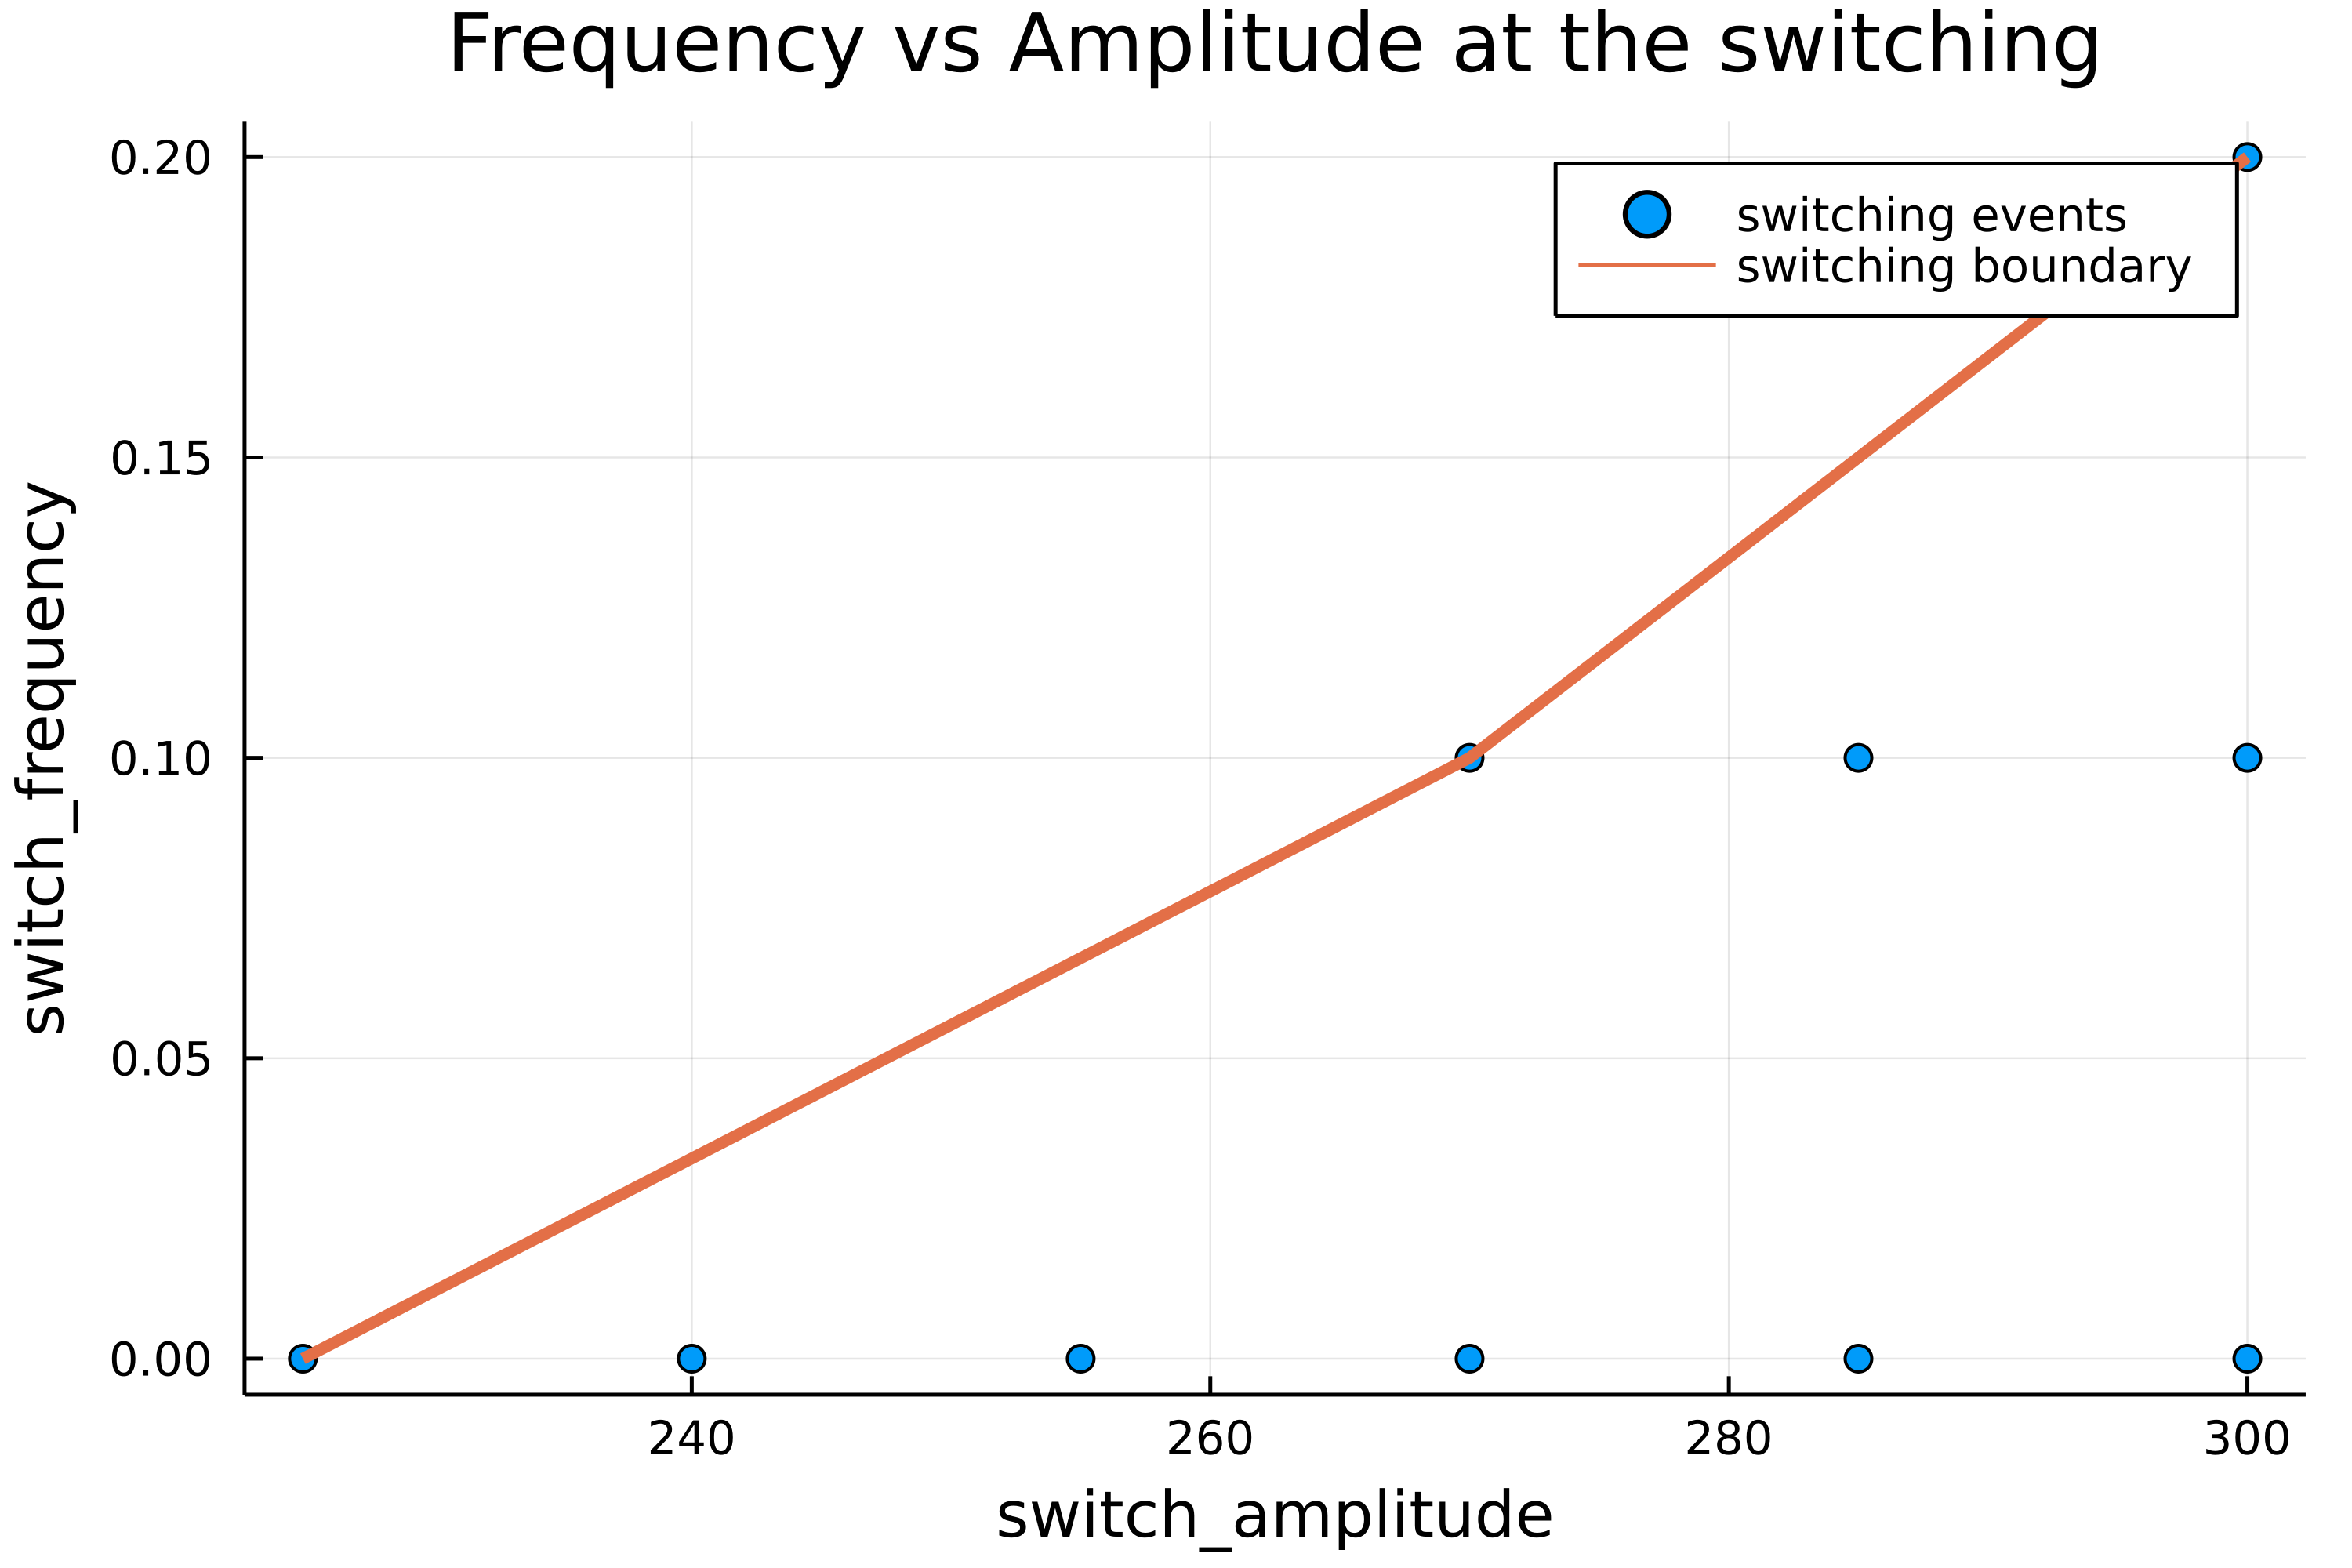 Frequency vs Amplitude at the switching
switching events
switching boundary
switch_frequency
0.20
0.15
0.10
0.05
0.00
240
260
280
300
switch_amplitude